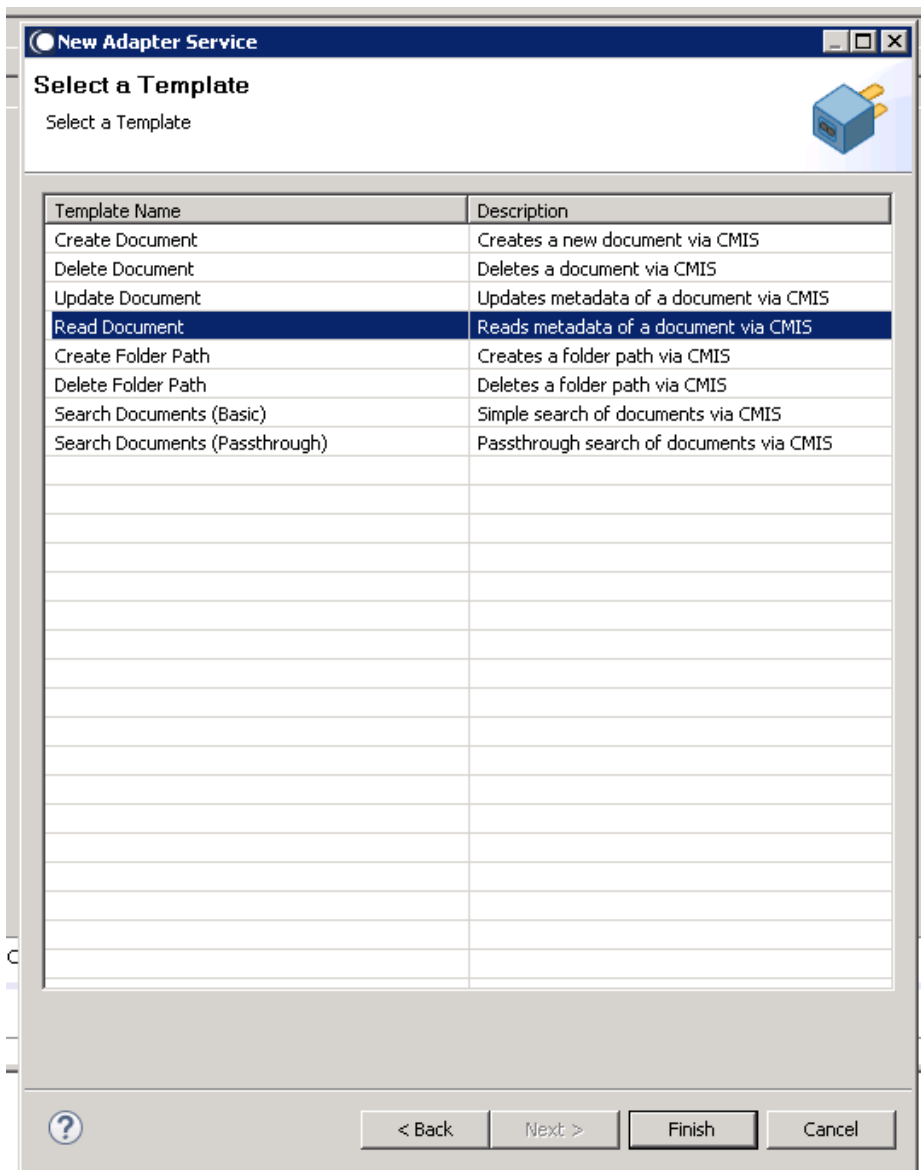 New Adapter Service
Select a Template
Select a Template
Template Name Description
Create Document Creates a new document via CMIS
Delete Document Deletes a document via CMIS
Update Document Updates metadata of a document via CMIS
Read Document Reads metadata of a document via CMIS
Create Folder Path Creates a folder path via CMIS
Delete Folder Path Deletes a folder path via CMIS
Search Documents (Basic) Simple search of documents via CMIS
Search Documents (Passthrough) Passthrough search of documents via CMIS
? < Back Next > Finish Cancel